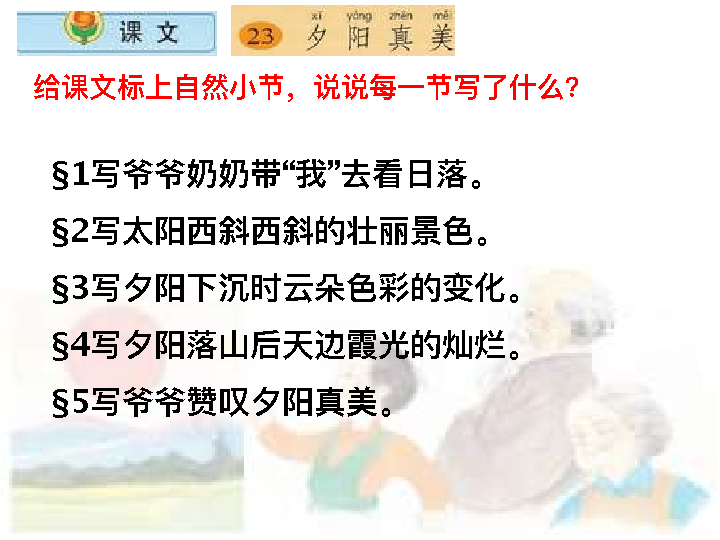 课 文
xī yáng zhēn měi
23 夕 阳 真 美
给课文标上自然小节，说说每一节写了什么？
§1写爷爷奶奶带“我”去看日落。
§2写太阳西斜西斜的壮丽景色。
§3写夕阳下沉时云朵色彩的变化。
§4写夕阳落山后天边霞光的灿烂。
§5写爷爷赞叹夕阳真美。